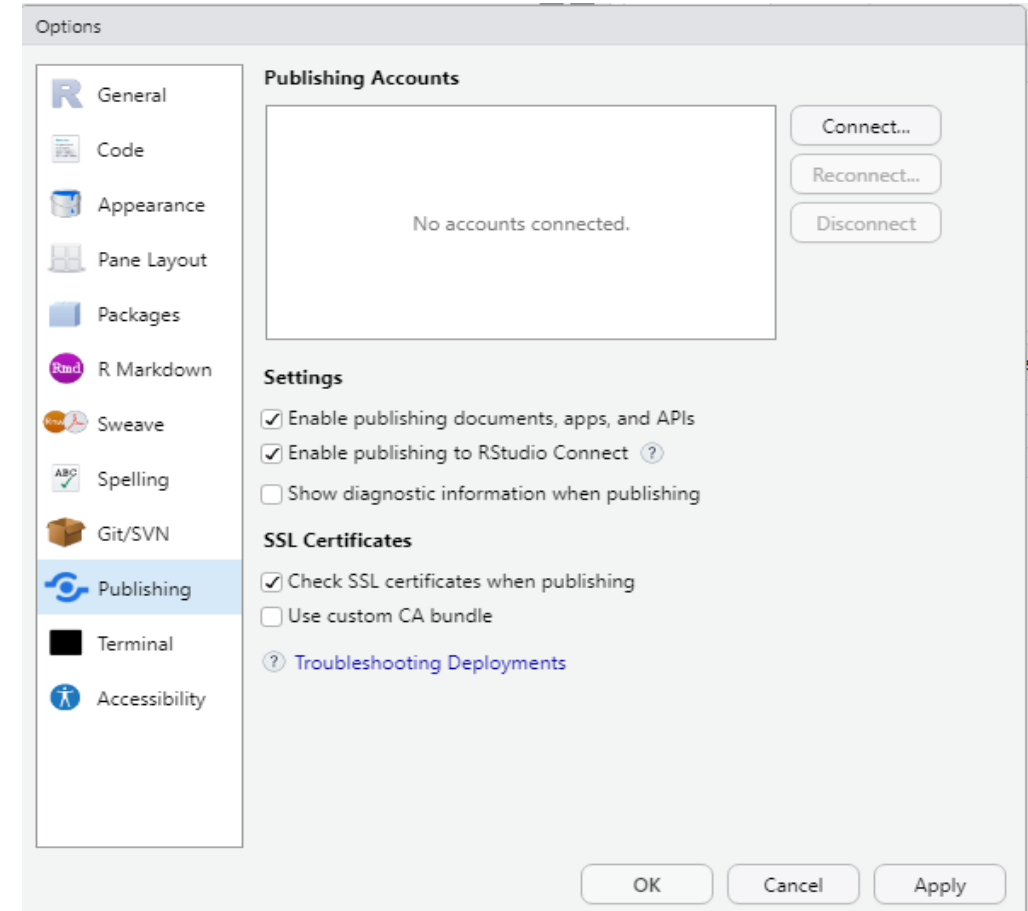 Options
General
Code
Appearance
Pane Layout
Packages
Rmd R Markdown
Sweave
ABC Spelling
Git/SVN
Publishing
Terminal
Accessibility
Publishing Accounts
No accounts connected.
Connect...
Reconnect...
Disconnect
Settings
Enable publishing documents, apps, and APIs
Enable publishing to RStudio Connect ?
Show diagnostic information when publishing
SSL Certificates
Check SSL certificates when publishing
Use custom CA bundle
? Troubleshooting Deployments
OK Cancel Apply